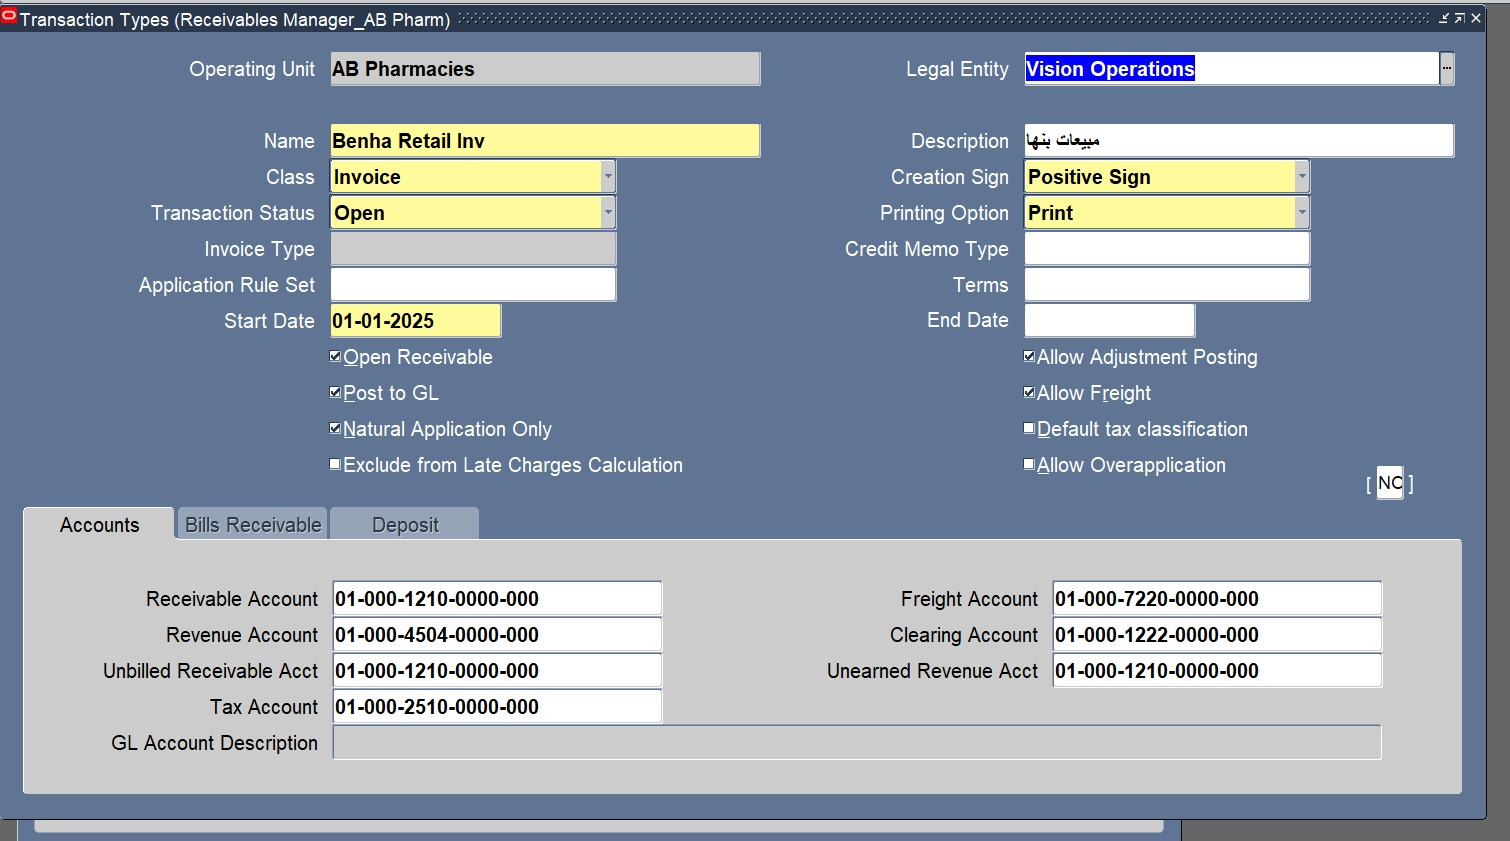 Transaction Types (Receivables Manager_AB Pharm)
Operating Unit AB Pharmacies Legal Entity Vision Operations ...
Name Benha Retail Inv Description مبيعات بنها
Class Invoice Creation Sign Positive Sign
Transaction Status Open Printing Option Print
Invoice Type Credit Memo Type
Application Rule Set Terms
Start Date 01-01-2025 End Date
Open Receivable Allow Adjustment Posting
Post to GL Allow Freight
Natural Application Only Default tax classification
Exclude from Late Charges Calculation Allow Overapplication
[ NO ]
Accounts Bills Receivable Deposit
Receivable Account 01-000-1210-0000-000 Freight Account 01-000-7220-0000-000
Revenue Account 01-000-4504-0000-000 Clearing Account 01-000-1222-0000-000
Unbilled Receivable Acct 01-000-1210-0000-000 Unearned Revenue Acct 01-000-1210-0000-000
Tax Account 01-000-2510-0000-000
GL Account Description